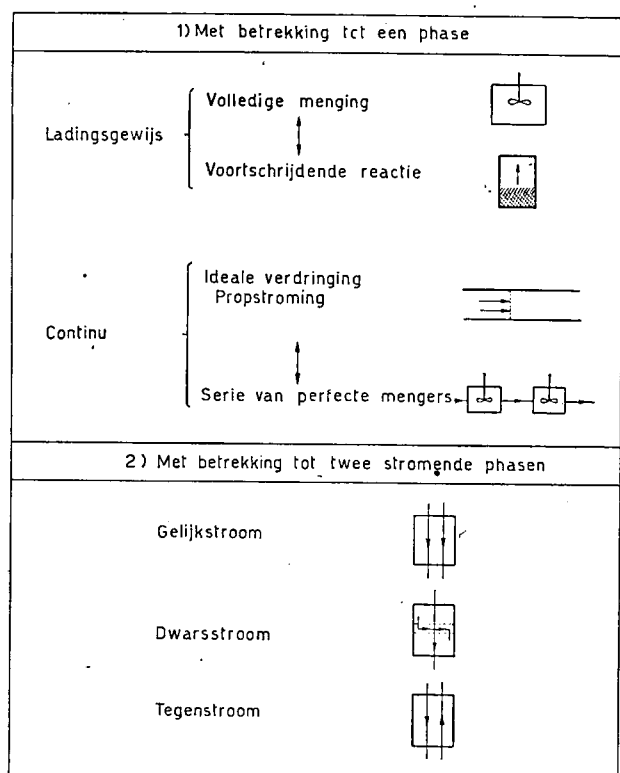 1) Met betrekking tct een phase
Volledige menging
Ladingsgewijs
Voortschrijdende reactie
Ideale verdringing
Propstroming
Continu
Serie van perfecte mengers
2) Met betrekking tot twee stromende phasen
Gelijkstroom
Dwarsstroom
Tegenstroom